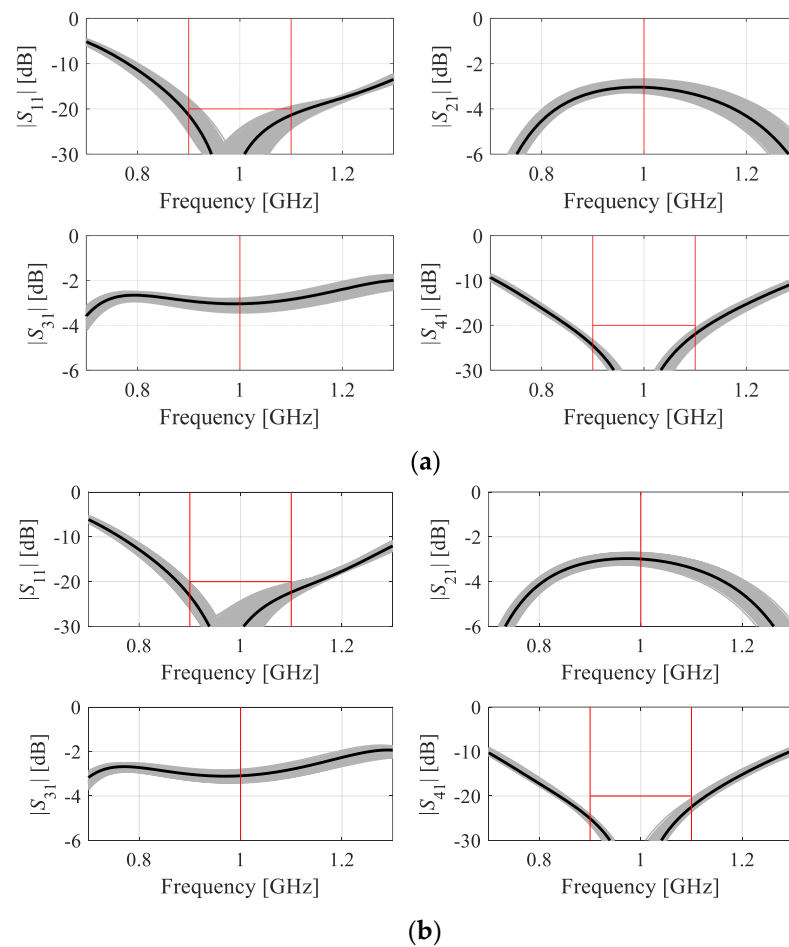 |S11| [dB]
0
-10
-20
-30
0.8 1 1.2
Frequency [GHz]
|S21| [dB]
0
-2
-4
-6
0.8 1 1.2
Frequency [GHz]
|S31| [dB]
0
-2
-4
-6
0.8 1 1.2
Frequency [GHz]
|S41| [dB]
0
-10
-20
-30
0.8 1 1.2
Frequency [GHz]
(a)
|S11| [dB]
0
-10
-20
-30
0.8 1 1.2
Frequency [GHz]
|S21| [dB]
0
-2
-4
-6
0.8 1 1.2
Frequency [GHz]
|S31| [dB]
0
-2
-4
-6
0.8 1 1.2
Frequency [GHz]
|S41| [dB]
0
-10
-20
-30
0.8 1 1.2
Frequency [GHz]
(b)